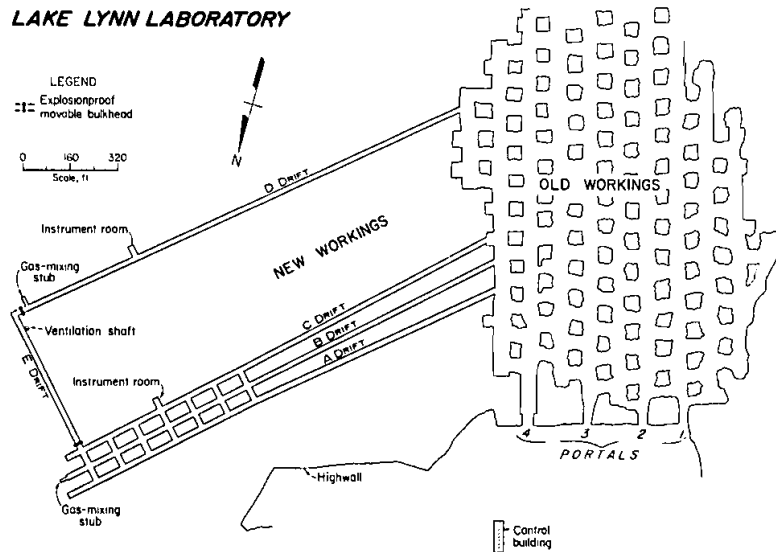 LAKE LYNN LABORATORY
LEGEND
Explosionproof
movable bulkhead
0 160 320
Scale, ft
N
D DRIFT
OLD WORKINGS
Instrument room
NEW WORKINGS
Gas-mixing
stub
Ventilation shaft
C DRIFT
B DRIFT
A DRIFT
E DRIFT
Instrument room
4 3 2 1
PORTALS
Highwall
Gas-mixing
stub
Control
building